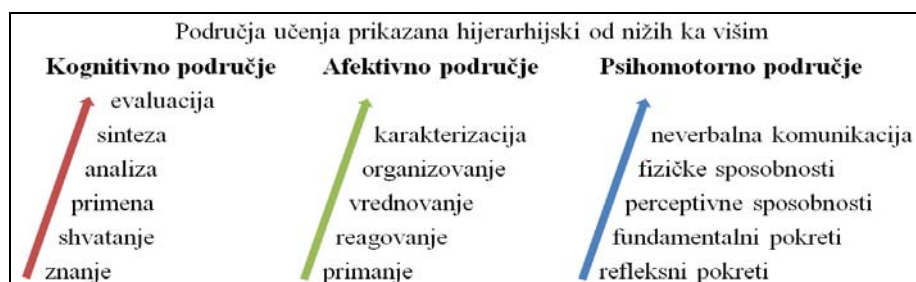 Područja učenja prikazana hijerarhijski od nižih ka višim
Kognitivno područje
evaluacija
sinteza
analiza
primena
shvatanje
znanje
Afektivno područje
karakterizacija
organizovanje
vrednovanje
reagovanje
primanje
Psihomotorno područje
neverbalna komunikacija
fizičke sposobnosti
perceptivne sposobnosti
fundamentalni pokreti
refleksni pokreti